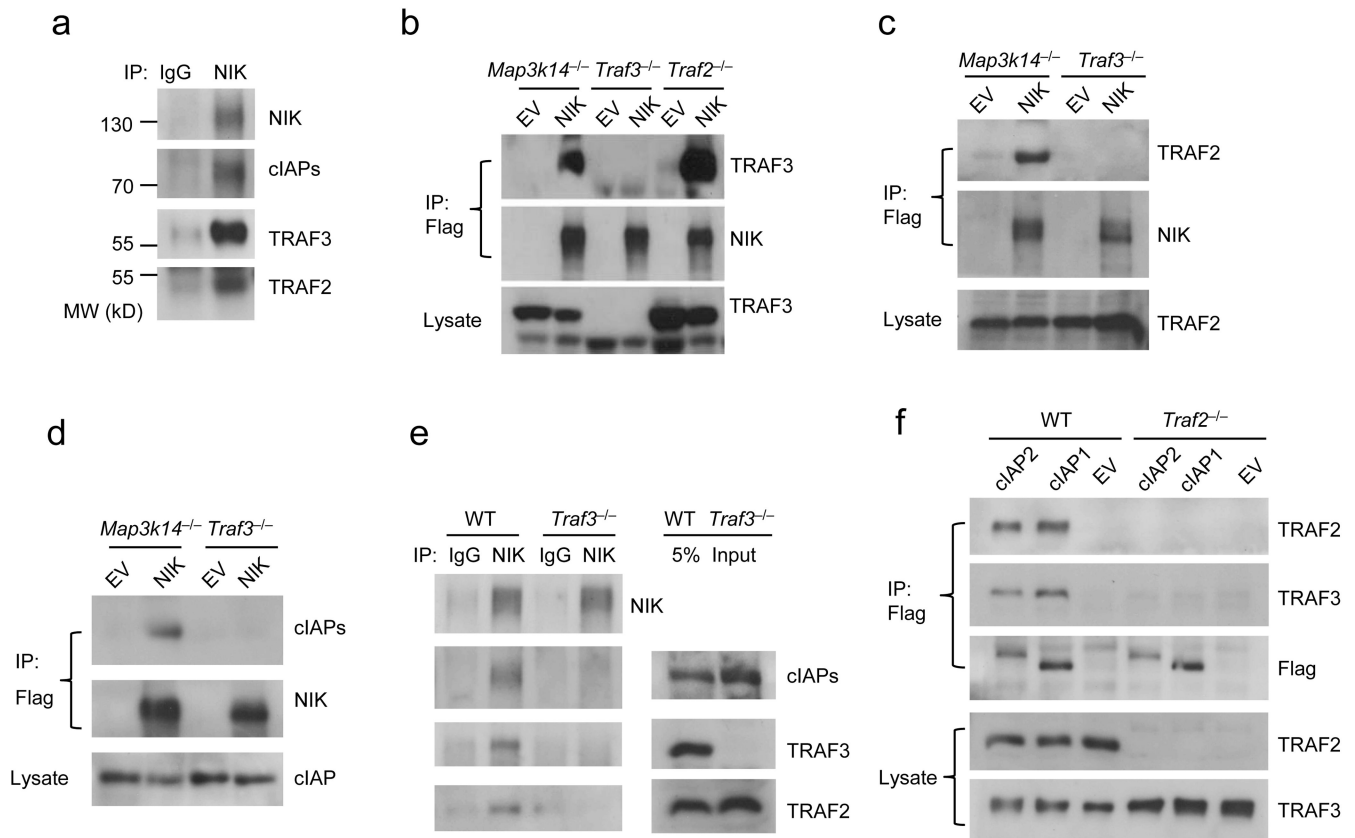 a
IP: IgG NIK
130 NIK
cIAPs
70
TRAF3
55
55
TRAF2
MW (kD)
b
Map3k14–/– Traf3–/– Traf2–/–
EV NIK EV NIK EV NIK
TRAF3
IP:
Flag
NIK
TRAF3
Lysate
c
Map3k14–/– Traf3–/–
EV NIK EV NIK
TRAF2
IP:
Flag
NIK
Lysate TRAF2
d
Map3k14–/– Traf3–/–
EV NIK EV NIK
cIAPs
IP:
Flag
NIK
Lysate cIAP
e
WT Traf3–/– WT Traf3–/–
IP: IgG NIK IgG NIK 5% Input
NIK
cIAPs
TRAF3
TRAF2
f
WT Traf2–/–
cIAP2 cIAP1 EV cIAP2 cIAP1 EV
TRAF2
IP:
Flag
TRAF3
Flag
TRAF2
Lysate
TRAF3